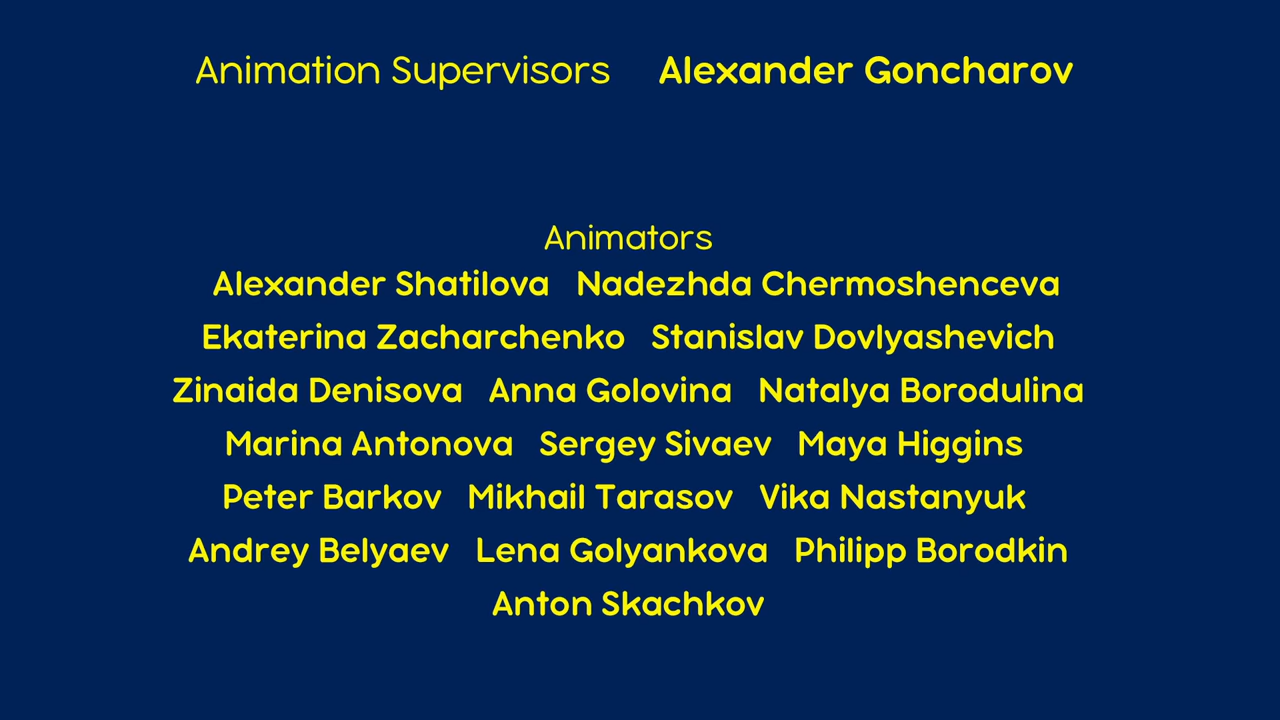 Animation Supervisors Alexander Goncharov
Animators
Alexander Shatilova Nadezhda Chermoshenceva
Ekaterina Zacharchenko Stanislav Dovlyashevich
Zinaida Denisova Anna Golovina Natalya Borodulina
Marina Antonova Sergey Sivaev Maya Higgins
Peter Barkov Mikhail Tarasov Vika Nastanyuk
Andrey Belyaev Lena Golyankova Philipp Borodkin
Anton Skachkov